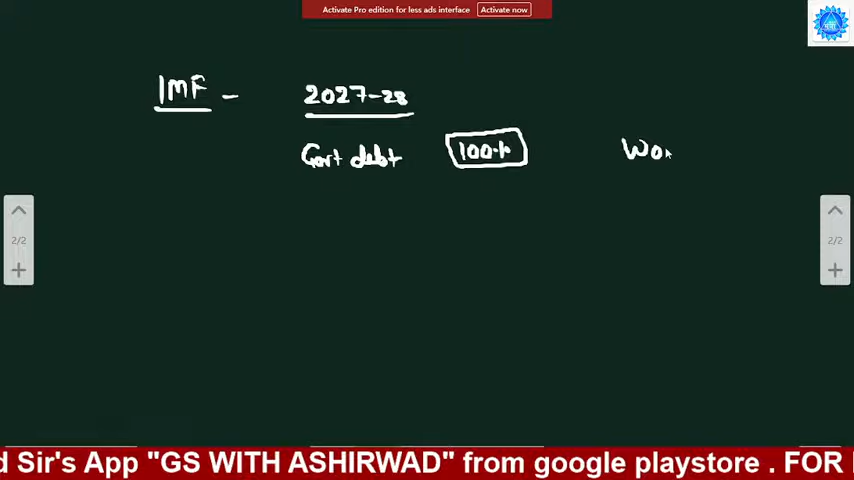 Activate Pro edition for less ads interface Activate now
IMF - 2027-28
Govt debt 100% Wo
2/2 2/2
d Sir's App "GS WITH ASHIRWAD" from google playstore . FOR